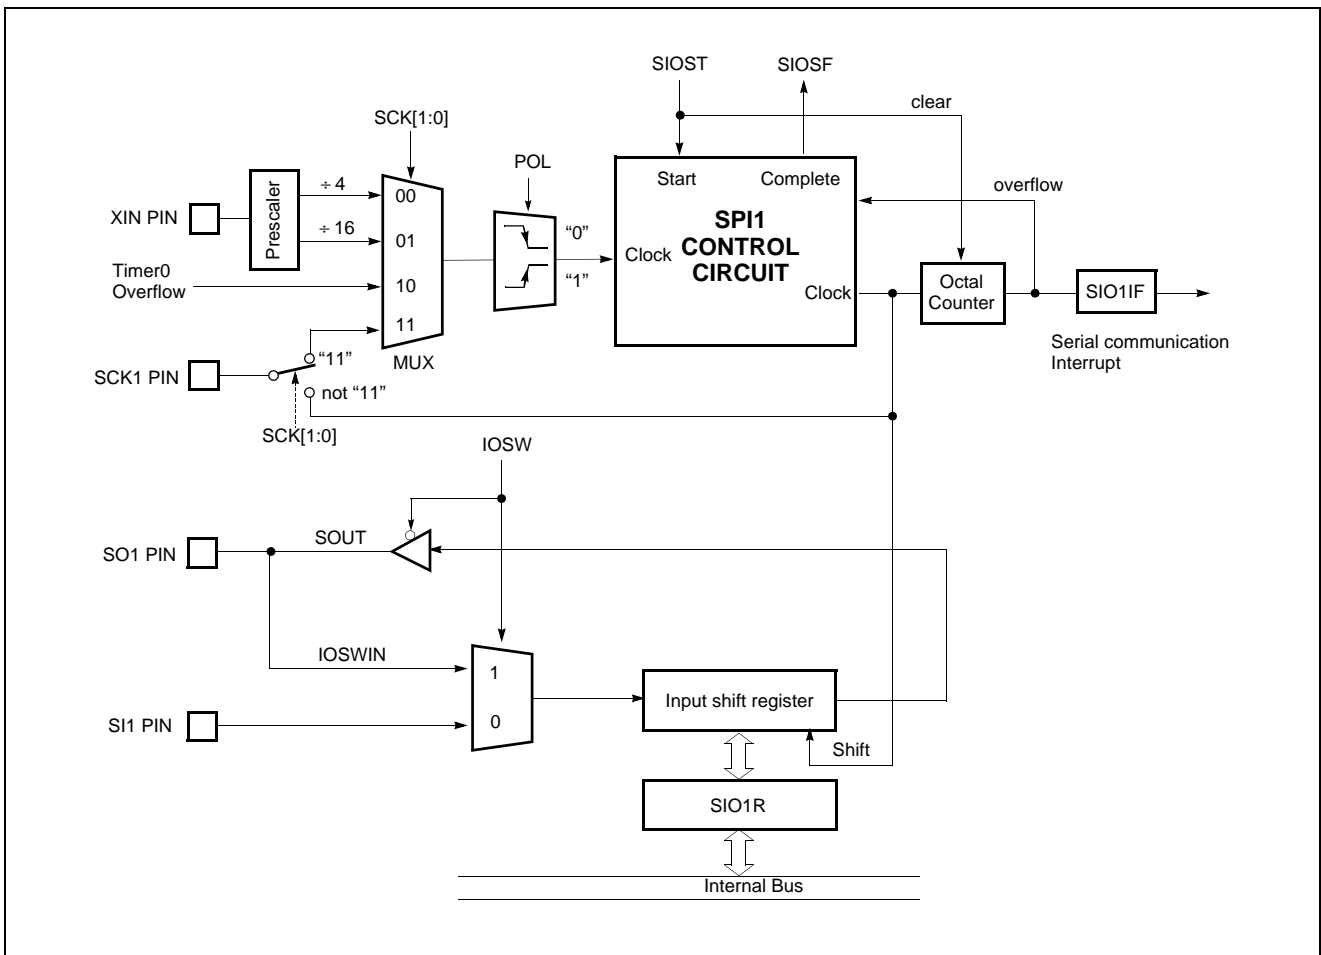 SIOST
SIOSF
clear
SCK[1:0]
POL
Start
Complete
overflow
÷ 4
00
XIN PIN
Prescaler
÷ 16
01
"0"
SPI1
CONTROL
CIRCUIT
Clock
"1"
Timer0
Overflow
10
Clock
Octal
Counter
SIO1IF
11
"11"
MUX
Serial communication
Interrupt
SCK1 PIN
not "11"
SCK[1:0]
IOSW
SOUT
SO1 PIN
IOSWIN
1
Input shift register
SI1 PIN
0
Shift
SIO1R
Internal Bus